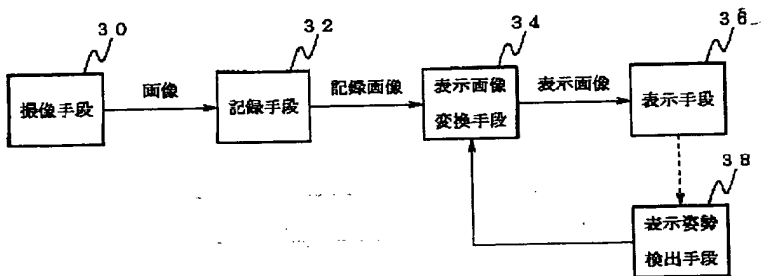 ３０
３２
３４
３６
撮像手段
画像
記録手段
記録画像
表示画像
変換手段
表示画像
表示手段
３８
表示姿勢
検出手段